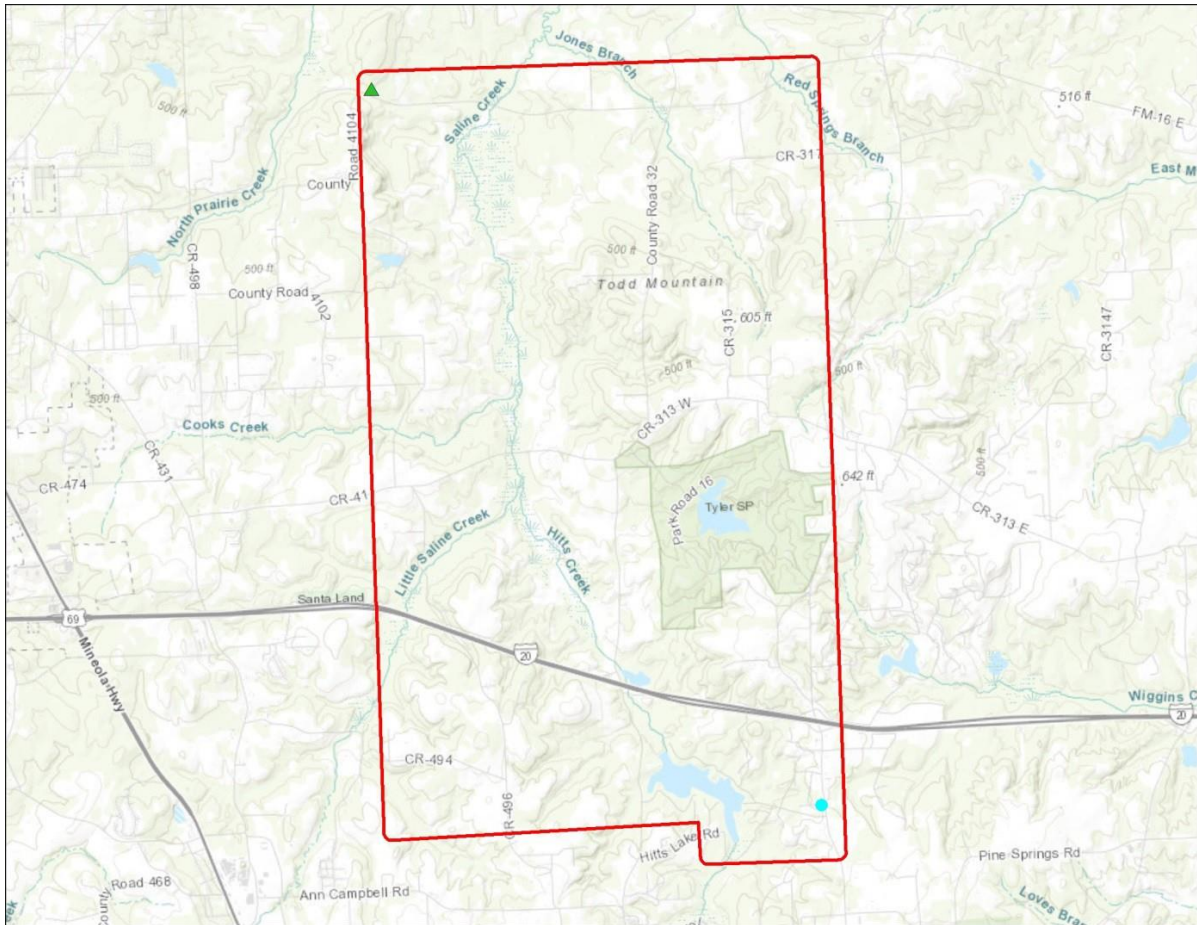 Jones Branch
Red Springs Branch
516 ft
FM-16 E
500 ft
Saline Creek
County Road 4104
CR-317
East M
County
County Road 32
North Prairie Creek
CR-498
500 ft
500 ft
Todd Mountain
County Road 4102
CR-315
605 ft
CR-3147
500 ft
500 ft
500 ft
CR-313 W
Cooks Creek
CR-431
500 ft
CR-474
CR-41
642 ft
Park Road 16
Tyler SP
CR-313 E
Little Saline Creek
Hitts Creek
Santa Land
69
20
Mineola Hwy
Wiggins C
20
CR-494
CR-496
Hitts Lake Rd
Pine Springs Rd
Road 468
Ann Campbell Rd
County
Loves Bran
eek